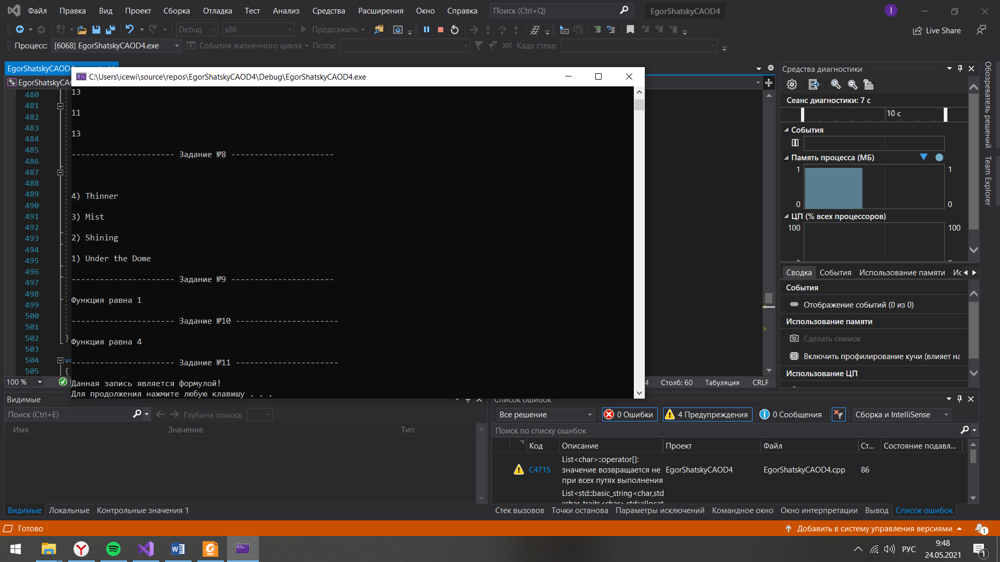 Файл Правка Вид Проект Сборка Отладка Тест Анализ Средства Расширения Окно Справка Поиск (Ctrl+Q) EgorShatskyCAOD4 I
Debug x86 Продолжить Live Share
Процесс: [6068] EgorShatskyCAOD4.exe События жизненного цикла Поток: Кадр стека:
EgorShatskyCAOD4
EgorShatskyCAO
480
481
482
483
484
485
486
487
488
489
490
491
492
493
494
495
496
497
498
499
500
501
502 }
503
504 vo
505 {
100 %
C:\Users\icewi\source\repos\EgorShatskyCAOD4\Debug\EgorShatskyCAOD4.exe
13
11
13
---------------------- Задание №8 ----------------------
4) Thinner
3) Mist
2) Shining
1) Under the Dome
---------------------- Задание №9 ----------------------
Функция равна 1
---------------------- Задание №10 ----------------------
Функция равна 4
---------------------- Задание №11 ----------------------
Данная запись является формулой!
Для продолжения нажмите любую клавишу . . .
4 Столб: 60 Табуляция CRLF
Средства диагностики
Сеанс диагностики: 7 с
10 с
События
Память процесса (МБ)
1 1
0 0
ЦП (% всех процессоров)
100 100
Сводка События Использование памяти Ис
События
Отображение событий (0 из 0)
Использование памяти
Сделать снимок
Включить профилирование кучи (влияет на
Использование ЦП
Обозреватель решений
Team Explorer
Видимые
Поиск (Ctrl+E) Глубина поиска:
Имя Значение Тип
Видимые Локальные Контрольные значения 1
Список ошибок
Все решение 0 Ошибки 4 Предупреждения 0 Сообщения Сборка и IntelliSense
Поиск по списку ошибок
Код Описание Проект Файл Ст... Состояние подавл...
List<char>::operator[]:
C4715 значение возвращается не EgorShatskyCAOD4 EgorShatskyCAOD4.cpp 86
при всех путях выполнения
List<std::basic_string<char,std
::char_traits<char>,std::allocat
Стек вызовов Точки останова Параметры исключений Командное окно Окно интерпретации Вывод Список ошибок
Готово Добавить в систему управления версиями 1
РУС 9:48
24.05.2021 1